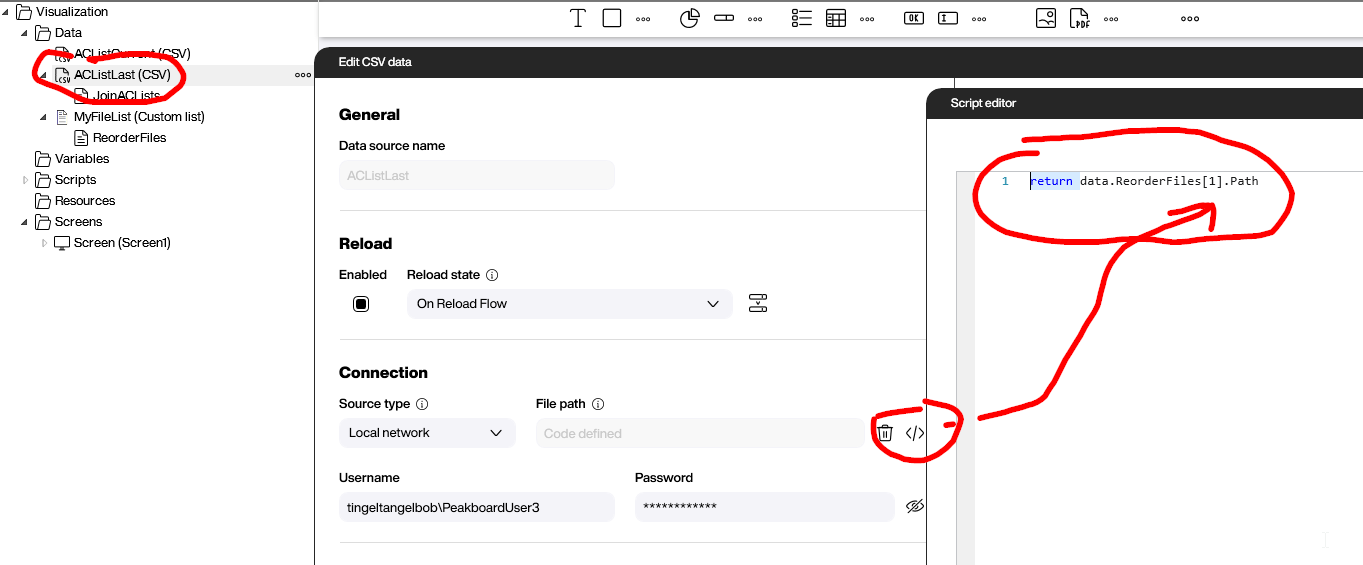 Visualization
Data
ACListCurrent (CSV)
ACListLast (CSV)
JoinACLists
MyFileList (Custom list)
ReorderFiles
Variables
Scripts
Resources
Screens
Screen (Screen1)
T
OK
I
PDF
Edit CSV data
General
Data source name
ACListLast
Reload
Enabled
Reload state
On Reload Flow
Connection
Source type
File path
Local network
Code defined
</>
Username
Password
tingeltangelbob\PeakboardUser3
************
Script editor
1 return data.ReorderFiles[1].Path